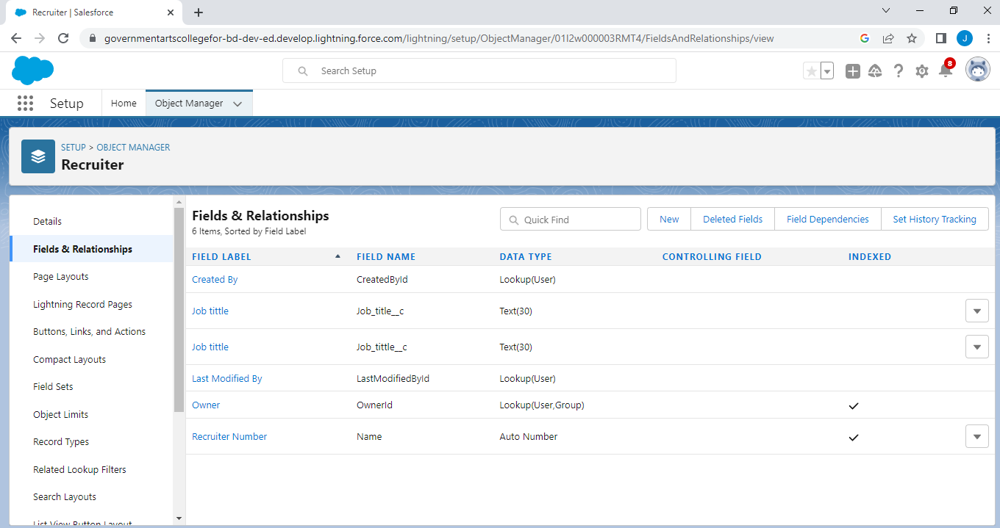 Recruiter | Salesforce
governmentartscollegefor-bd-dev-ed.develop.lightning.force.com/lightning/setup/ObjectManager/01I2w000003RMT4/FieldsAndRelationships/view
J
Search Setup
8
Setup
Home
Object Manager
SETUP > OBJECT MANAGER
Recruiter
Details
Fields & Relationships
Page Layouts
Lightning Record Pages
Buttons, Links, and Actions
Compact Layouts
Field Sets
Object Limits
Record Types
Related Lookup Filters
Search Layouts
List View Button Layout
Fields & Relationships
6 Items, Sorted by Field Label
Quick Find
New
Deleted Fields
Field Dependencies
Set History Tracking
FIELD LABEL FIELD NAME DATA TYPE CONTROLLING FIELD INDEXED
Created By CreatedById Lookup(User)
Job tittle Job_title__c Text(30)
Job tittle Job_tittle__c Text(30)
Last Modified By LastModifiedById Lookup(User)
Owner OwnerId Lookup(User,Group)
Recruiter Number Name Auto Number